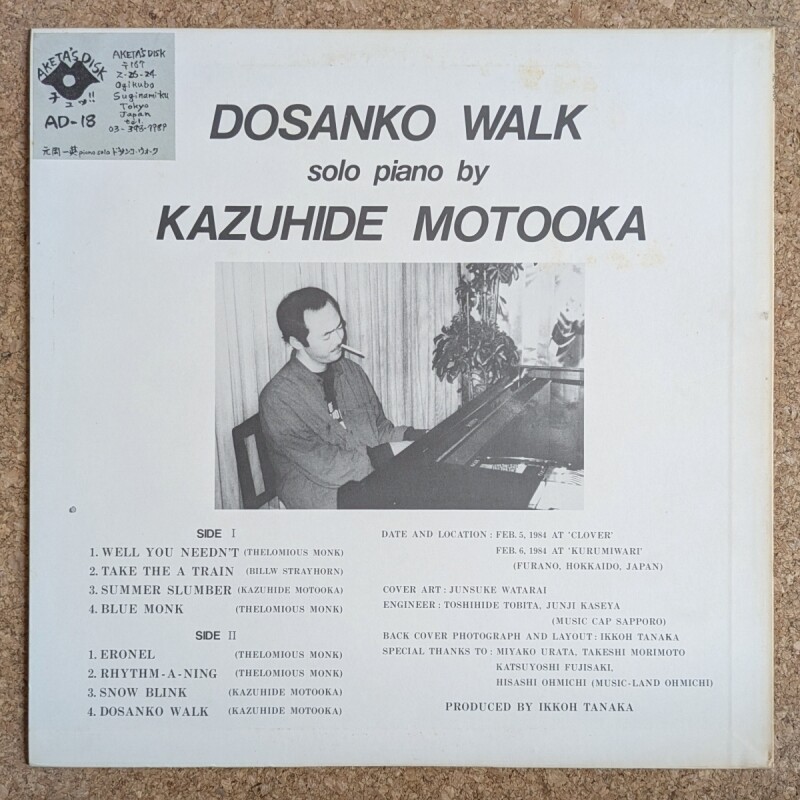 AKETA'S DISK
チュッ!!
AD-18
AKETA'S DISK
〒167
2-26-24
Ogikubo
Suginamiku
Tokyo
Japan
tel.
元岡一英 piano solo ドサンコ・ウォーク
DOSANKO WALK
solo piano by
KAZUHIDE MOTOOKA
SIDE I
1. WELL YOU NEEDN'T (THELOMIOUS MONK)
2. TAKE THE A TRAIN (BILLW STRAYHORN)
3. SUMMER SLUMBER (KAZUHIDE MOTOOKA)
4. BLUE MONK (THELOMIOUS MONK)
SIDE II
1. ERONEL (THELOMIOUS MONK)
2. RHYTHM-A-NING (THELOMIOUS MONK)
3. SNOW BLINK (KAZUHIDE MOTOOKA)
4. DOSANKO WALK (KAZUHIDE MOTOOKA)
DATE AND LOCATION : FEB. 5, 1984 AT 'CLOVER'
FEB. 6, 1984 AT 'KURUMIWARI'
(FURANO, HOKKAIDO, JAPAN)
COVER ART : JUNSUKE WATARAI
ENGINEER : TOSHIHIDE TOBITA, JUNJI KASEYA
(MUSIC CAP SAPPORO)
BACK COVER PHOTOGRAPH AND LAYOUT : IKKOH TANAKA
SPECIAL THANKS TO : MIYAKO URATA, TAKESHI MORIMOTO
KATSUYOSHI FUJISAKI,
HISASHI OHMICHI (MUSIC-LAND OHMICHI)
PRODUCED BY IKKOH TANAKA